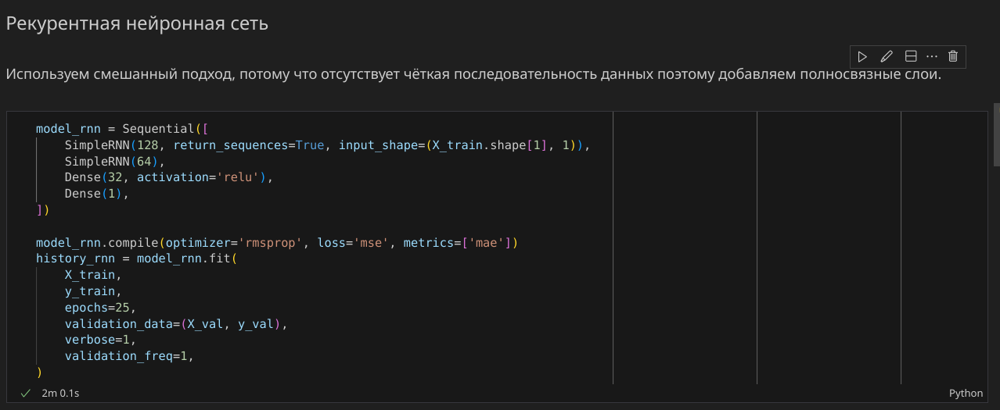 Рекурентная нейронная сеть
Используем смешанный подход, потому что отсутствует чёткая последовательность данных поэтому добавляем полносвязные слои.
model_rnn = Sequential([
    SimpleRNN(128, return_sequences=True, input_shape=(X_train.shape[1], 1)),
    SimpleRNN(64),
    Dense(32, activation='relu'),
    Dense(1),
])
model_rnn.compile(optimizer='rmsprop', loss='mse', metrics=['mae'])
history_rnn = model_rnn.fit(
    X_train,
    y_train,
    epochs=25,
    validation_data=(X_val, y_val),
    verbose=1,
    validation_freq=1,
)
2m 0.1s
Python